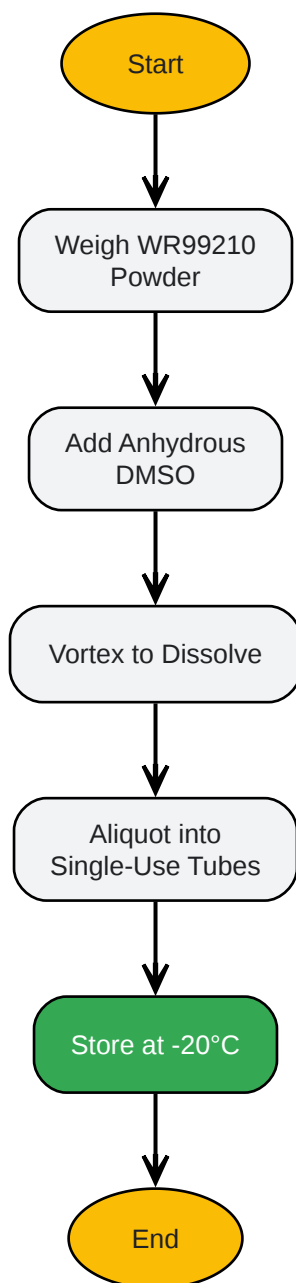 Start
Weigh WR99210
Powder
Add Anhydrous
DMSO
Vortex to Dissolve
Aliquot into
Single-Use Tubes
Store at -20°C
End